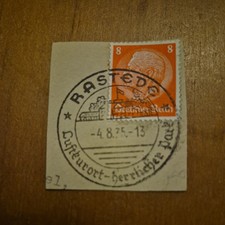 8 8
Deutsches Reich
RASTEDE
-4.8.35.-13
Luftkurort-herrlicher Park